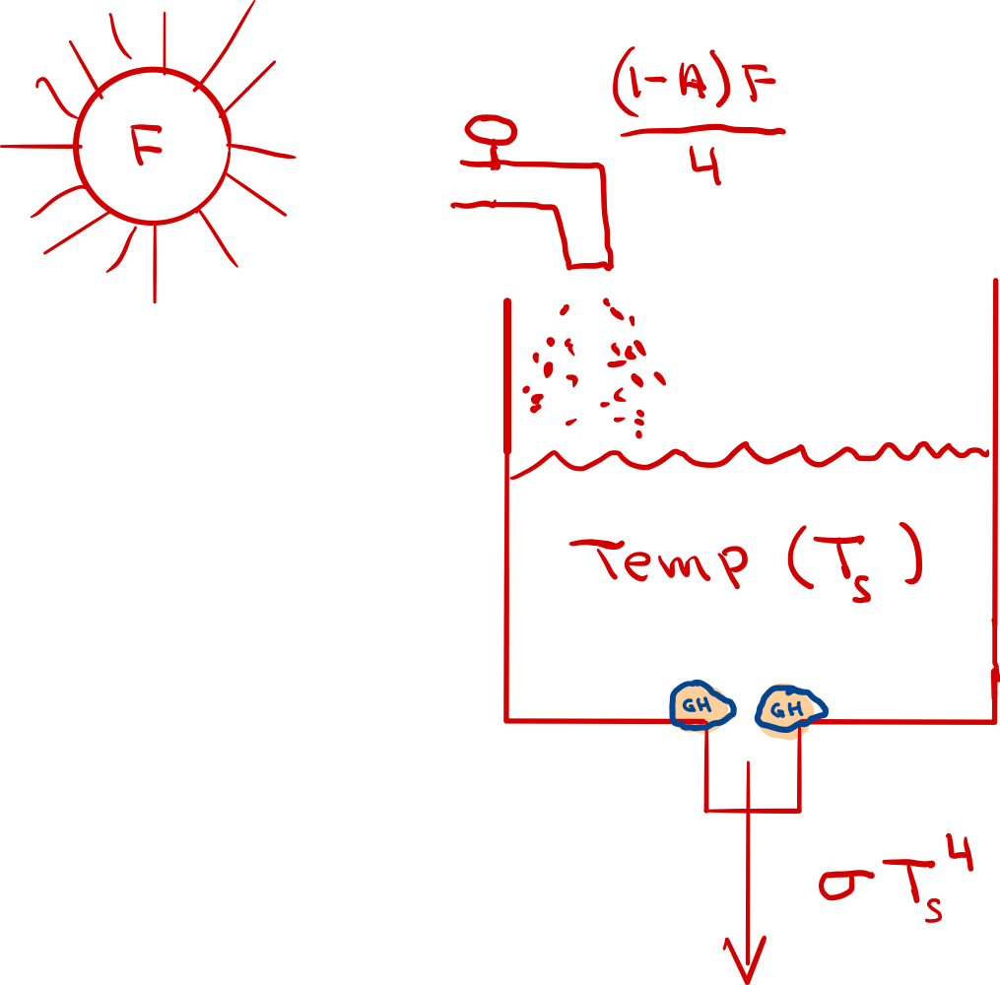 F
(1-A)F
4
Temp (Ts)
GH GH
σTs⁴